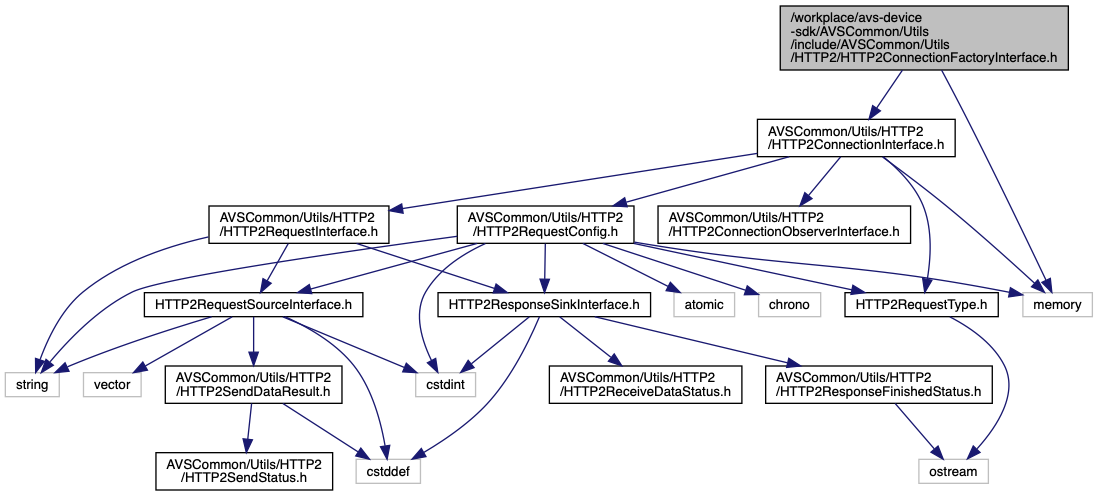 /workplace/avs-device
-sdk/AVSCommon/Utils
/include/AVSCommon/Utils
/HTTP2/HTTP2ConnectionFactoryInterface.h
AVSCommon/Utils/HTTP2
/HTTP2ConnectionInterface.h
AVSCommon/Utils/HTTP2
/HTTP2RequestInterface.h
AVSCommon/Utils/HTTP2
/HTTP2RequestConfig.h
AVSCommon/Utils/HTTP2
/HTTP2ConnectionObserverInterface.h
HTTP2RequestSourceInterface.h
HTTP2ResponseSinkInterface.h
atomic
chrono
HTTP2RequestType.h
memory
string
vector
AVSCommon/Utils/HTTP2
/HTTP2SendDataResult.h
cstdint
AVSCommon/Utils/HTTP2
/HTTP2ReceiveDataStatus.h
AVSCommon/Utils/HTTP2
/HTTP2ResponseFinishedStatus.h
AVSCommon/Utils/HTTP2
/HTTP2SendStatus.h
cstddef
ostream